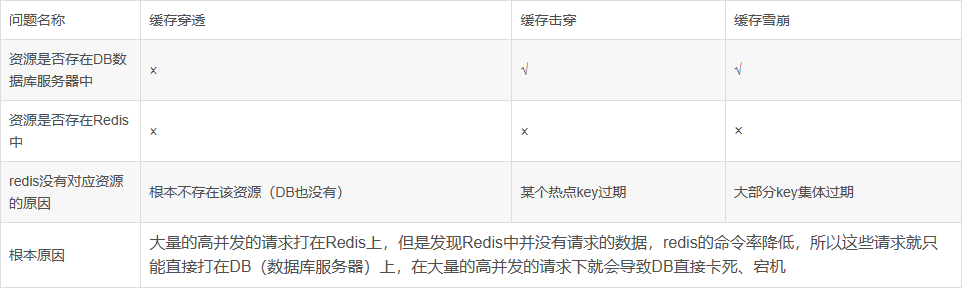 问题名称 缓存穿透 缓存击穿 缓存雪崩
资源是否存在DB数
据库服务器中 × √ √
资源是否存在Redis
中 × × ×
redis没有对应资源
的原因 根本不存在该资源（DB也没有） 某个热点key过期 大部分key集体过期
根本原因 大量的高并发的请求打在Redis上，但是发现Redis中并没有请求的数据，redis的命令率降低，所以这些请求就只
能直接打在DB（数据库服务器）上，在大量的高并发的请求下就会导致DB直接卡死、宕机